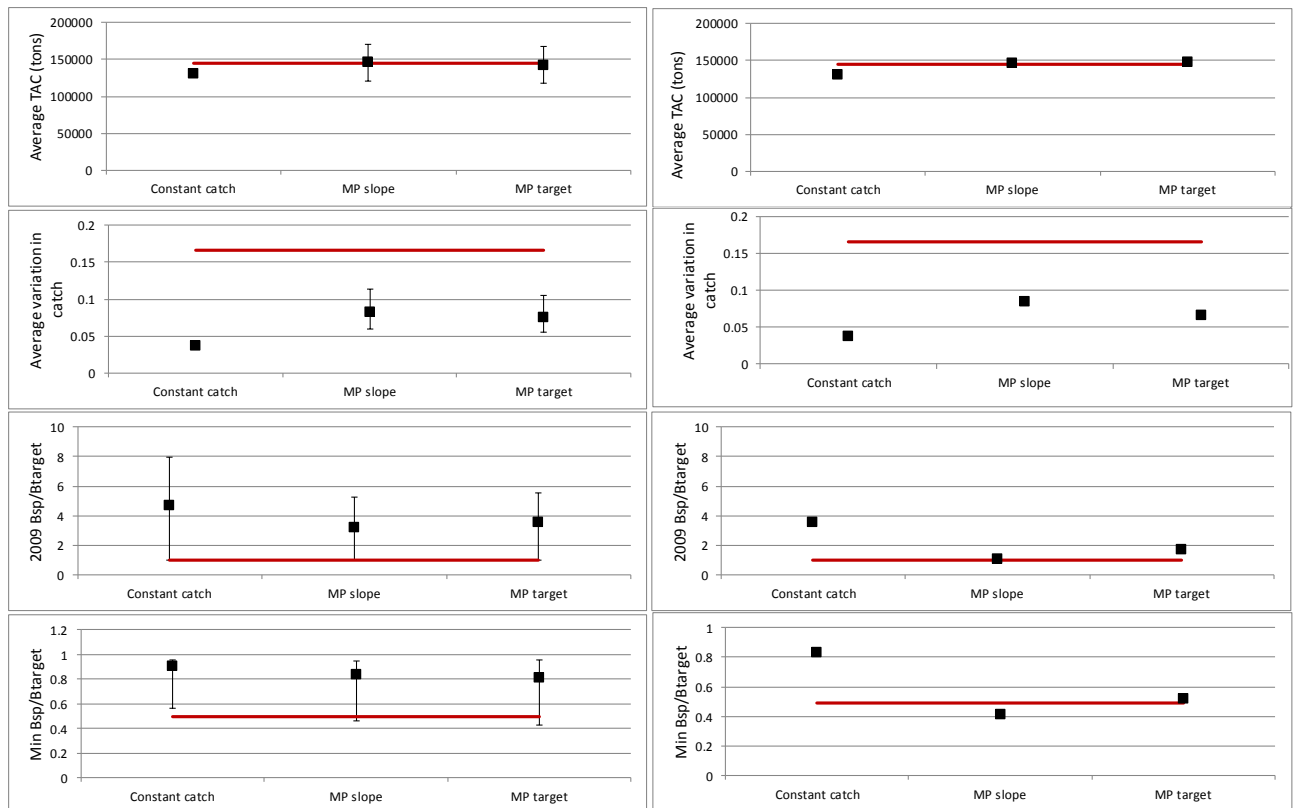 Average TAC (tons)
200000
150000
100000
50000
0
Constant catch
MP slope
MP target
Average TAC (tons)
200000
150000
100000
50000
0
Constant catch
MP slope
MP target
Average variation in
catch
0.2
0.15
0.1
0.05
0
Constant catch
MP slope
MP target
Average variation in
catch
0.2
0.15
0.1
0.05
0
Constant catch
MP slope
MP target
2009 Bsp/Btarget
10
8
6
4
2
0
Constant catch
MP slope
MP target
2009 Bsp/Btarget
10
8
6
4
2
0
Constant catch
MP slope
MP target
Min Bsp/Btarget
1.2
1
0.8
0.6
0.4
0.2
0
Constant catch
MP slope
MP target
Min Bsp/Btarget
1
0.8
0.6
0.4
0.2
0
Constant catch
MP slope
MP target